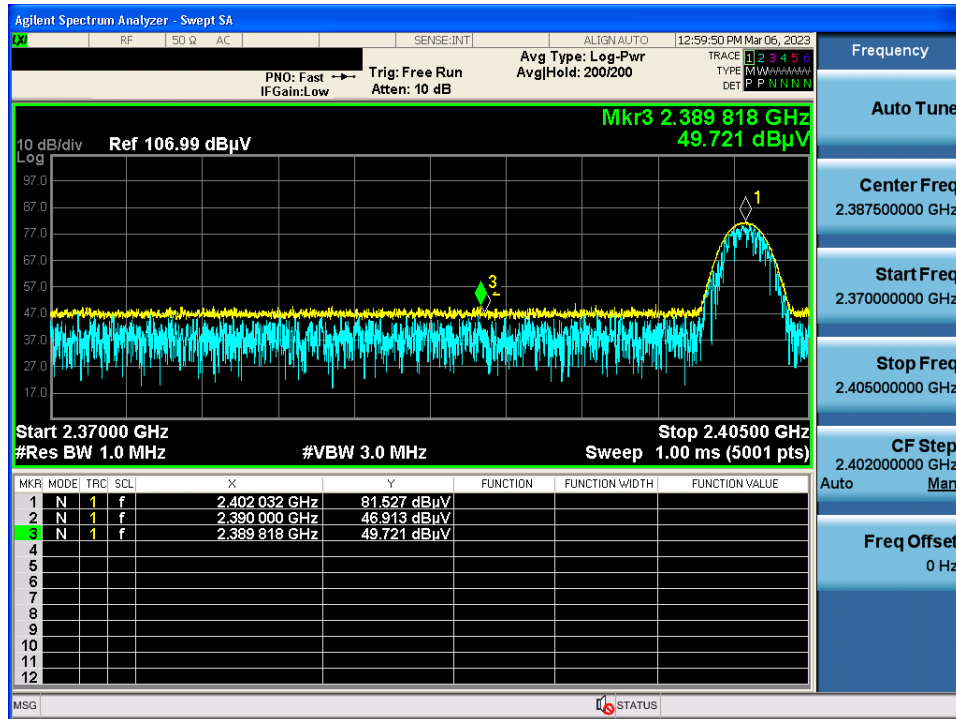 Agilent Spectrum Analyzer - Swept SA
LXI RF 50 Ω AC SENSE:INT ALIGN AUTO 12:59:50 PM Mar 06, 2023
PNO: Fast Trig: Free Run Avg Type: Log-Pwr TRACE 1 2 3 4 5 6
IFGain:Low Atten: 10 dB Avg|Hold: 200/200 TYPE M W W W W W
DET P P N N N N
Frequency
Mkr3 2.389 818 GHz
49.721 dBµV
10 dB/div Ref 106.99 dBµV
Log
97.0
87.0
77.0
67.0
57.0
47.0
37.0
27.0
17.0
1
3
2
Start 2.37000 GHz Stop 2.40500 GHz
#Res BW 1.0 MHz #VBW 3.0 MHz Sweep 1.00 ms (5001 pts)
MKR MODE TRC SCL X Y FUNCTION FUNCTION WIDTH FUNCTION VALUE
1 N 1 f 2.402 032 GHz 81.527 dBµV
2 N 1 f 2.390 000 GHz 46.913 dBµV
3 N 1 f 2.389 818 GHz 49.721 dBµV
4
5
6
7
8
9
10
11
12
Auto Tune
Center Freq
2.387500000 GHz
Start Freq
2.370000000 GHz
Stop Freq
2.405000000 GHz
CF Step
2.402000000 GHz
Auto Man
Freq Offset
0 Hz
MSG STATUS